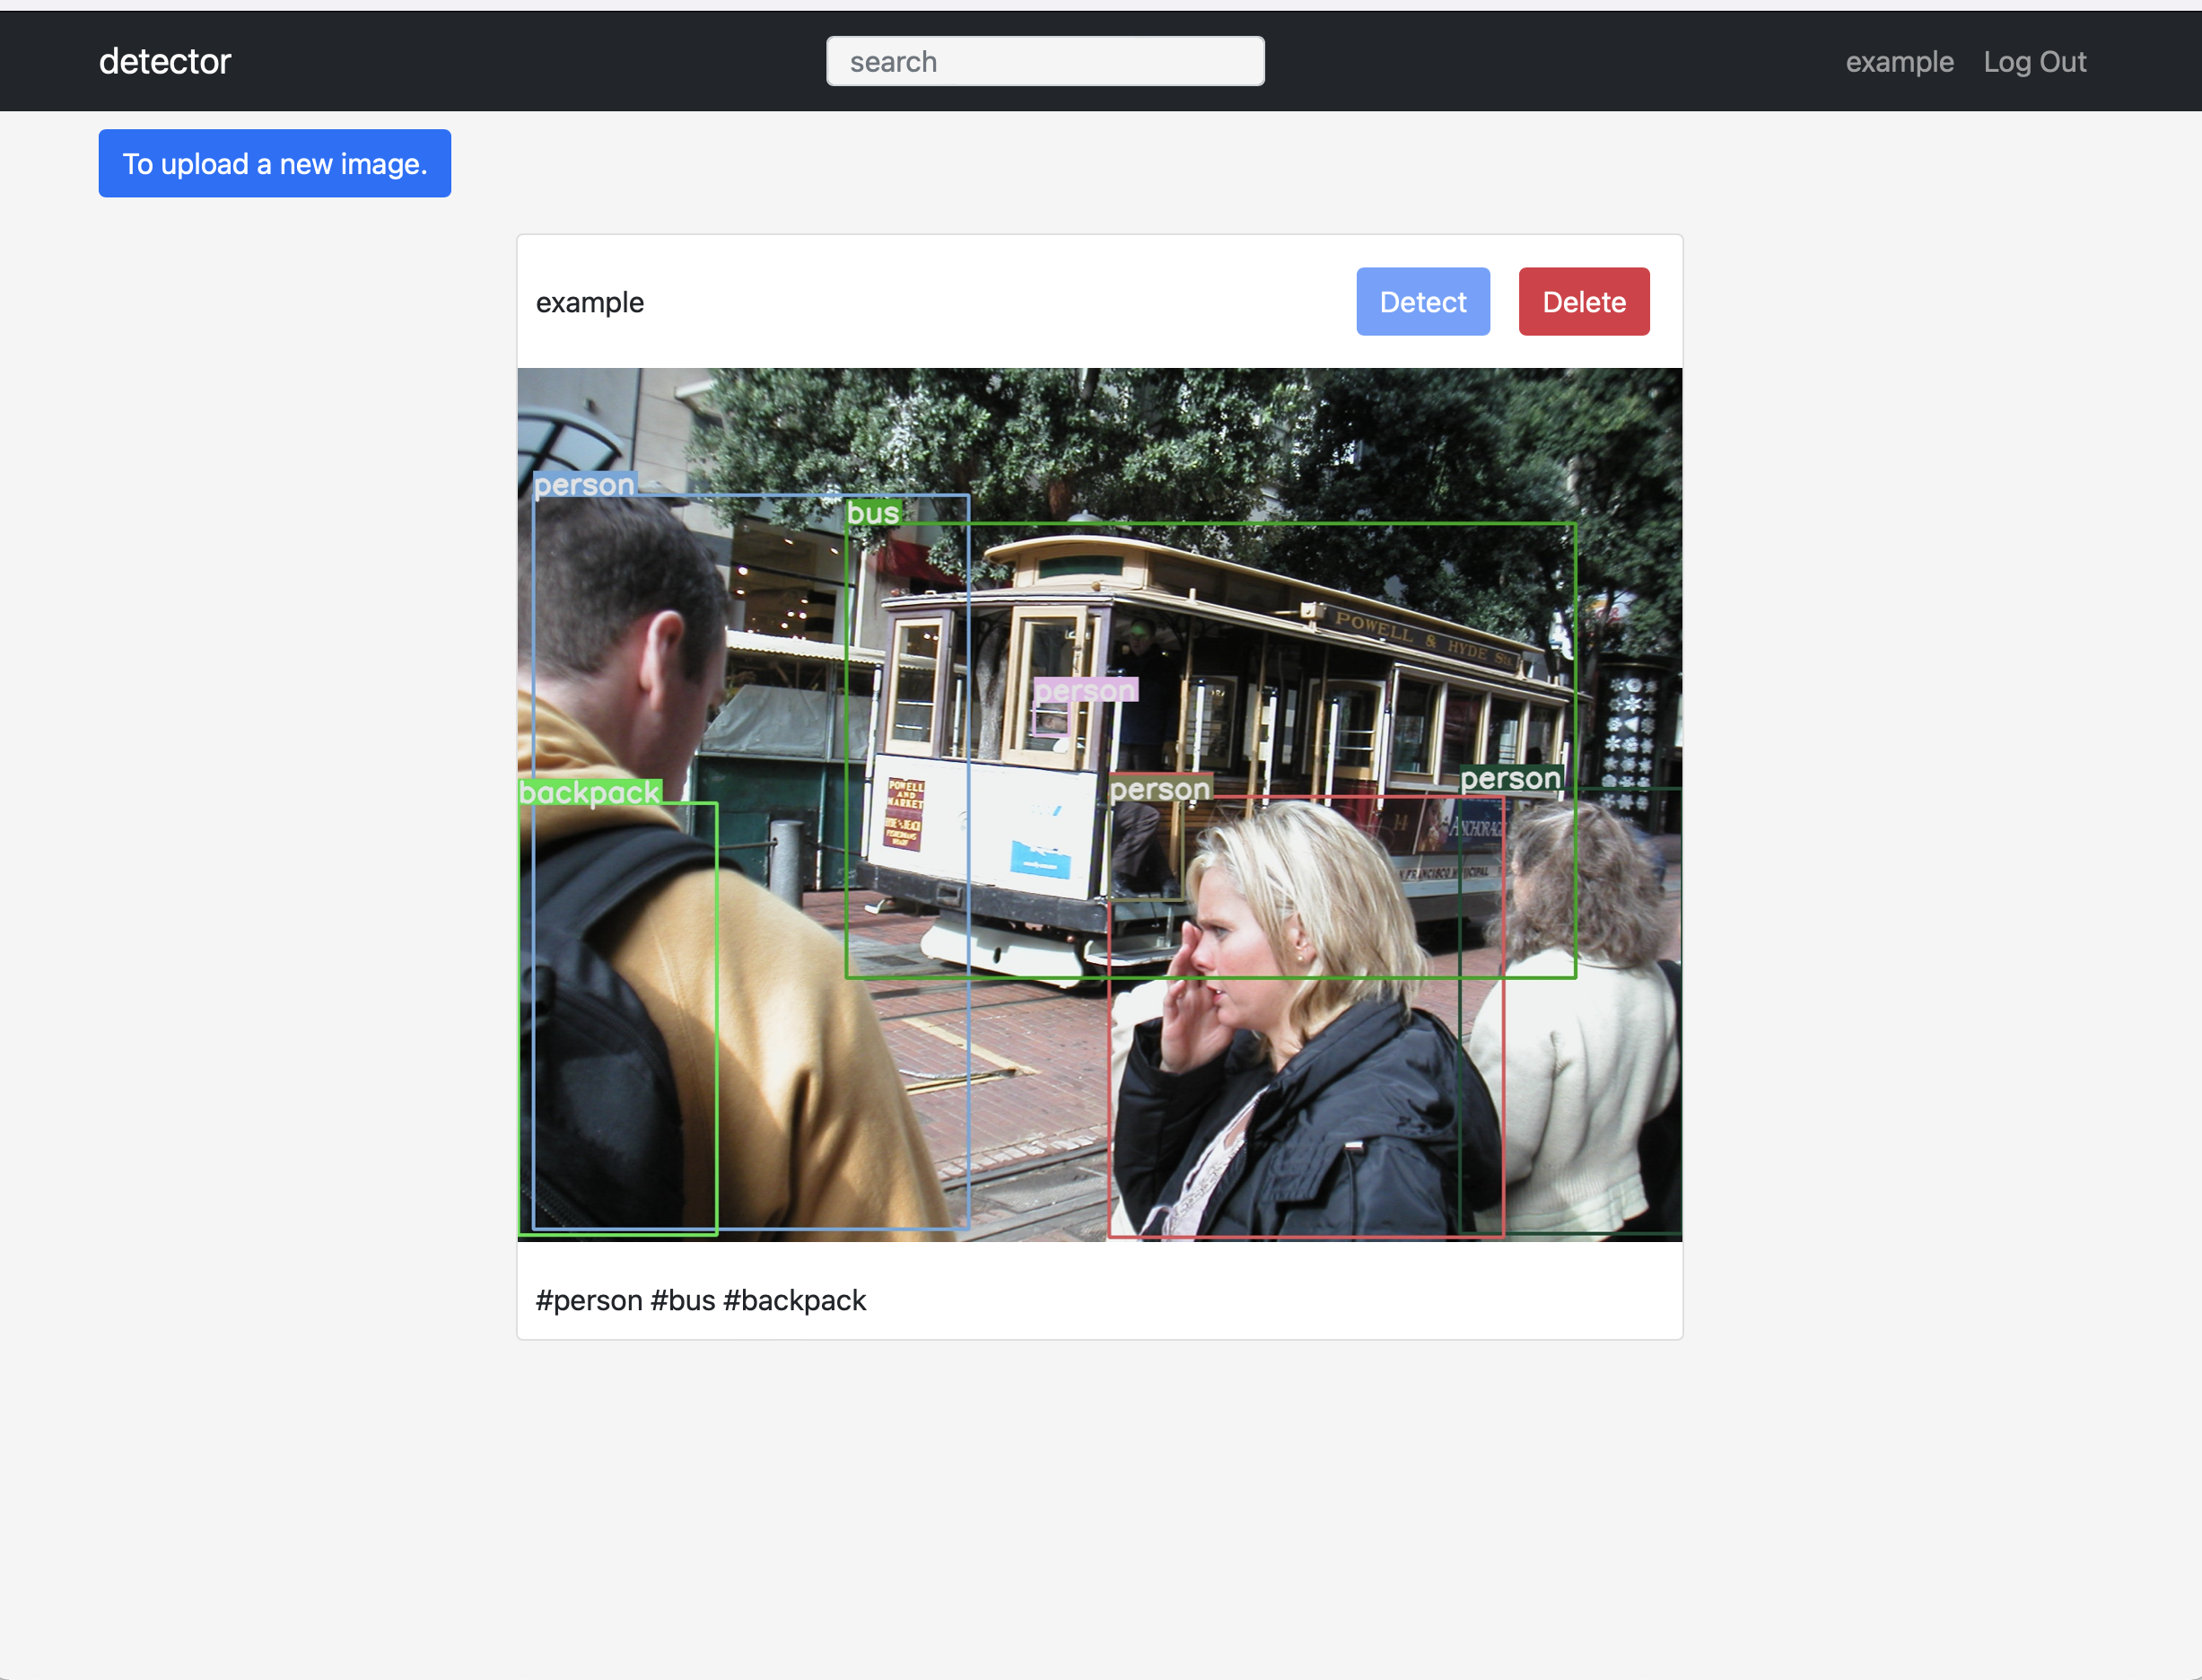 detector
search
example Log Out
To upload a new image.
example
Detect Delete
person
bus
POWELL & HYDE Sts.
person
person
person
backpack
POWELL
AND
MARKET
ANCHORAGE
#person #bus #backpack